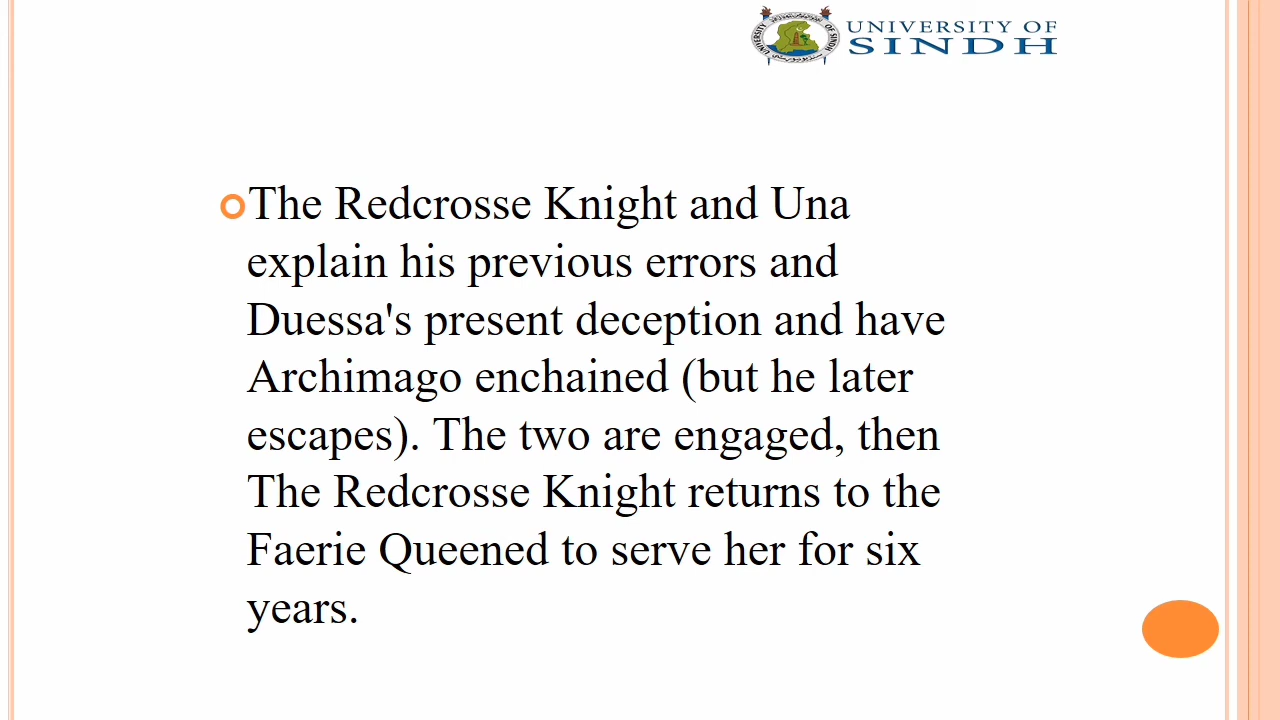 UNIVERSITY OF
SINDH
The Redcrosse Knight and Una
explain his previous errors and
Duessa's present deception and have
Archimago enchained (but he later
escapes). The two are engaged, then
The Redcrosse Knight returns to the
Faerie Queened to serve her for six
years.